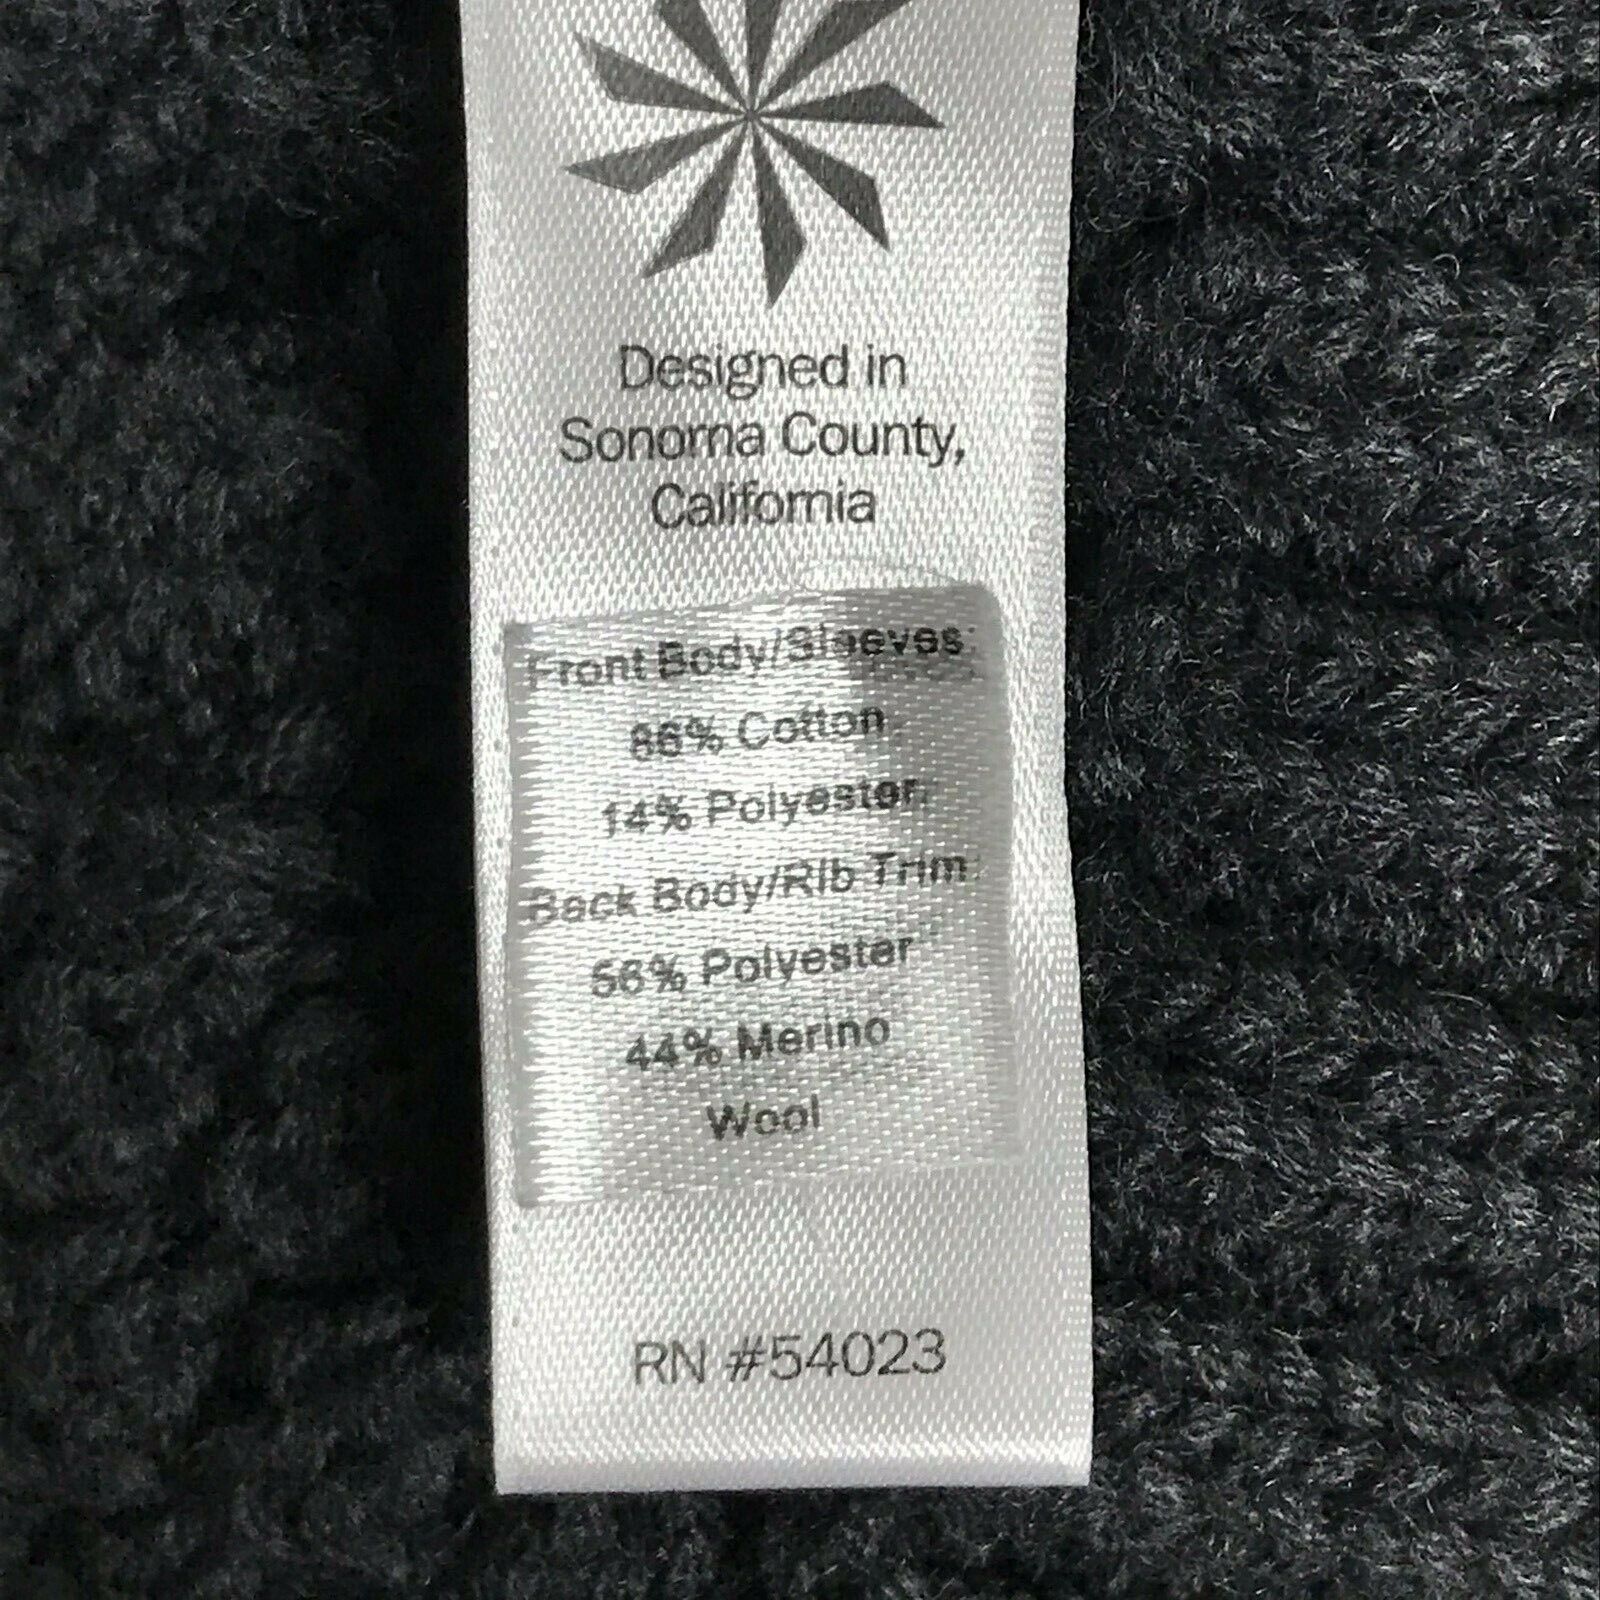 Designed in
Sonoma County,
California
Front Body/Sleeves:
86% Cotton
14% Polyester,
Back Body/Rib Trim:
56% Polyester
44% Merino
Wool
RN #54023